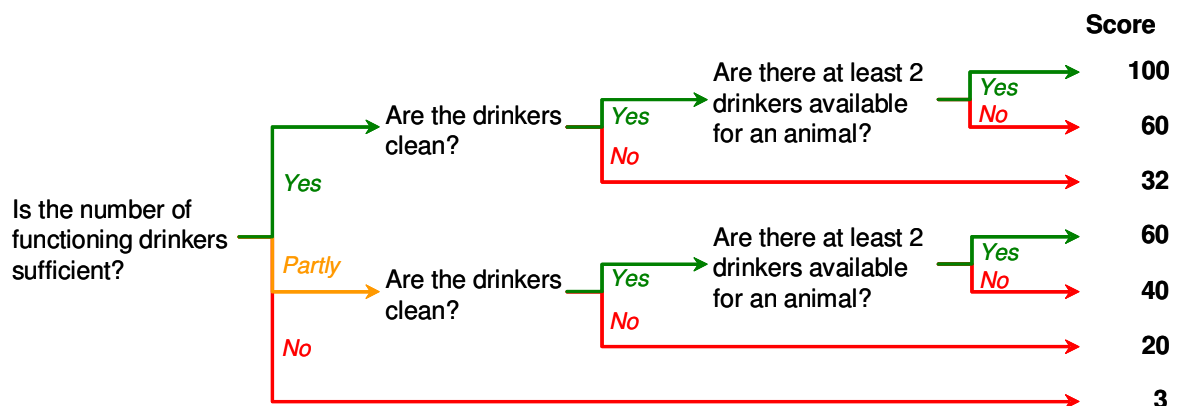 Score
100
Are there at least 2
drinkers available
for an animal?
Yes
No
60
Are the drinkers
clean?
Yes
No
32
Yes
Is the number of
functioning drinkers
sufficient?
60
Are there at least 2
drinkers available
for an animal?
Yes
No
40
Partly
Are the drinkers
clean?
Yes
No
20
No
3